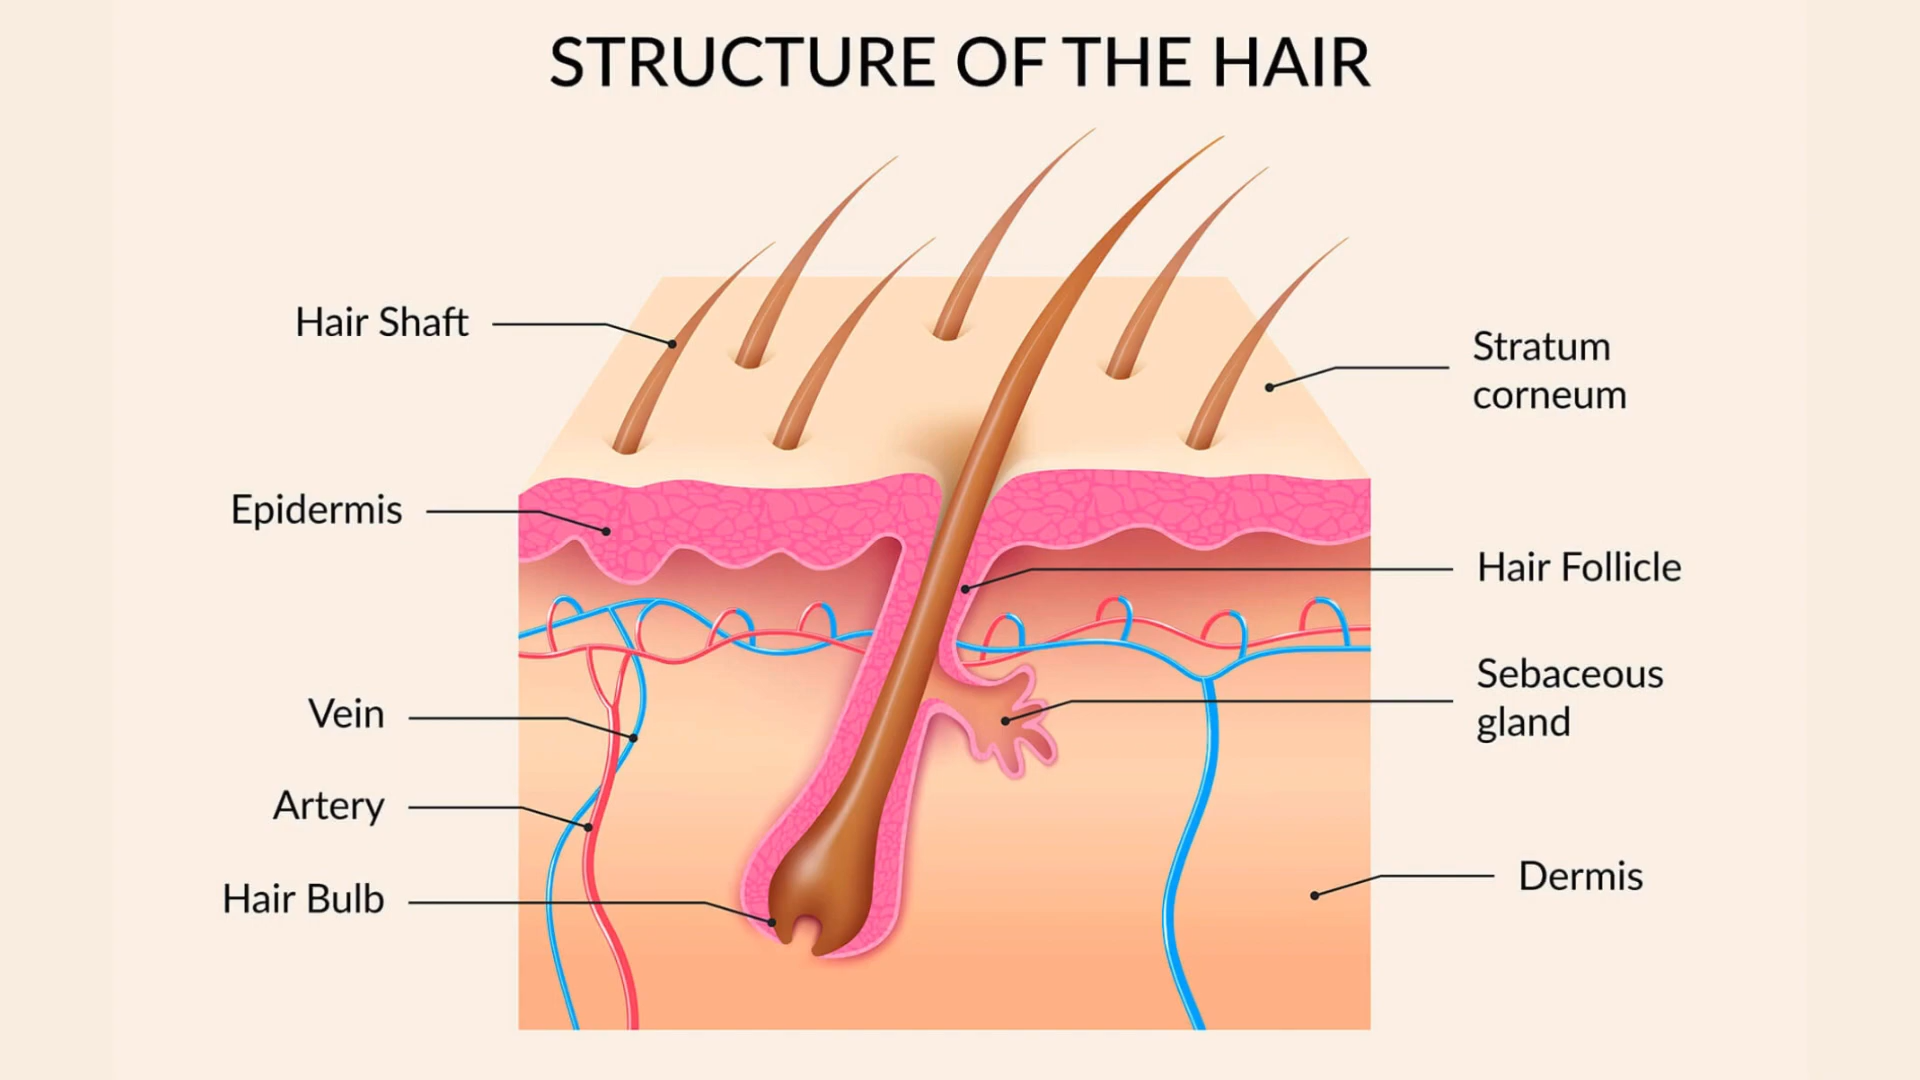 STRUCTURE OF THE HAIR
Hair Shaft
Epidermis
Vein
Artery
Hair Bulb
Stratum
corneum
Hair Follicle
Sebaceous
gland
Dermis